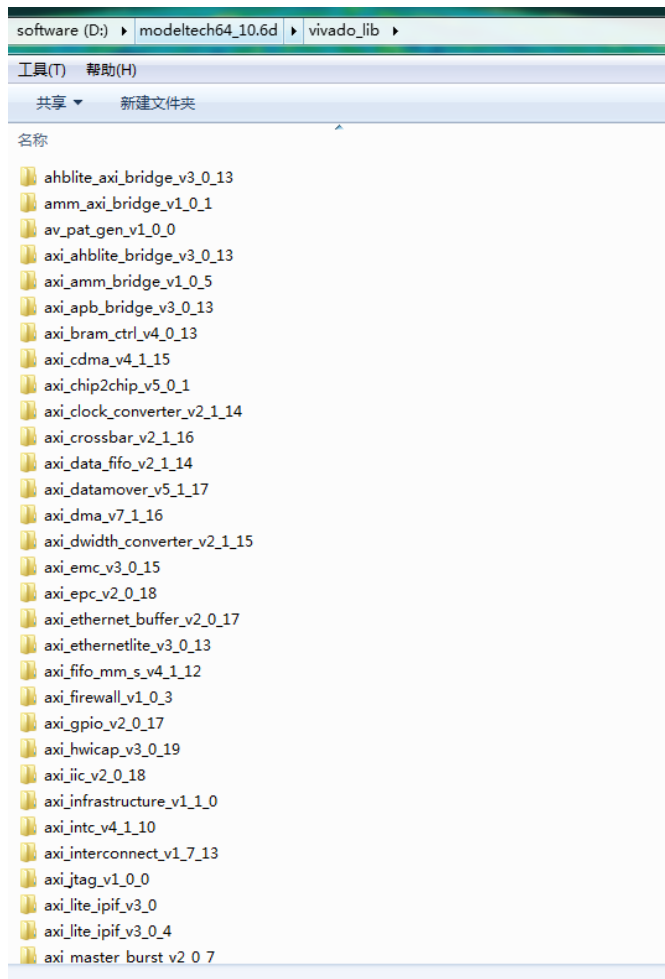 software (D:) ▸ modeltech64_10.6d ▸ vivado_lib ▸
工具(T) 帮助(H)
共享 ▼ 新建文件夹
名称
ahblite_axi_bridge_v3_0_13
amm_axi_bridge_v1_0_1
av_pat_gen_v1_0_0
axi_ahblite_bridge_v3_0_13
axi_amm_bridge_v1_0_5
axi_apb_bridge_v3_0_13
axi_bram_ctrl_v4_0_13
axi_cdma_v4_1_15
axi_chip2chip_v5_0_1
axi_clock_converter_v2_1_14
axi_crossbar_v2_1_16
axi_data_fifo_v2_1_14
axi_datamover_v5_1_17
axi_dma_v7_1_16
axi_dwidth_converter_v2_1_15
axi_emc_v3_0_15
axi_epc_v2_0_18
axi_ethernet_buffer_v2_0_17
axi_ethernetlite_v3_0_13
axi_fifo_mm_s_v4_1_12
axi_firewall_v1_0_3
axi_gpio_v2_0_17
axi_hwicap_v3_0_19
axi_iic_v2_0_18
axi_infrastructure_v1_1_0
axi_intc_v4_1_10
axi_interconnect_v1_7_13
axi_jtag_v1_0_0
axi_lite_ipif_v3_0
axi_lite_ipif_v3_0_4
axi_master_burst_v2_0_7